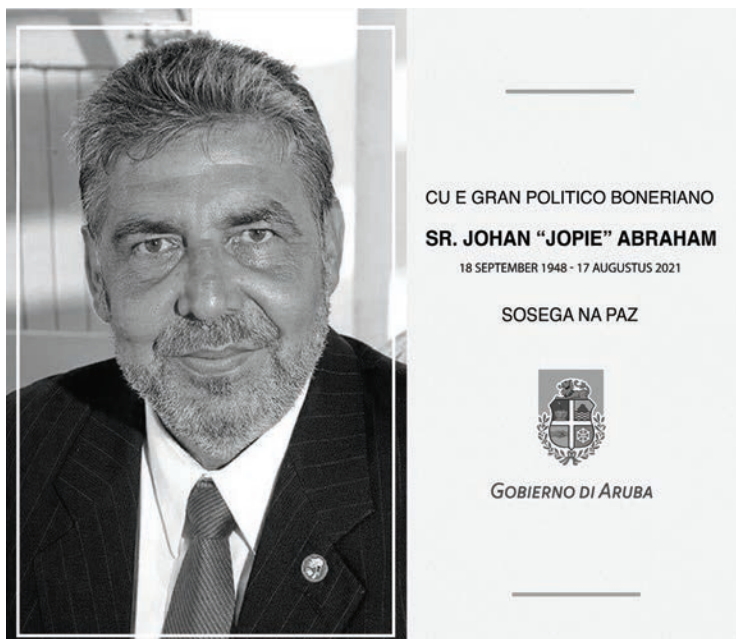 CU E GRAN POLITICO BONERIANO
SR. JOHAN “JOPIE” ABRAHAM
18 SEPTEMBER 1948 - 17 AUGUSTUS 2021
SOSEGA NA PAZ
GOBIERNO DI ARUBA